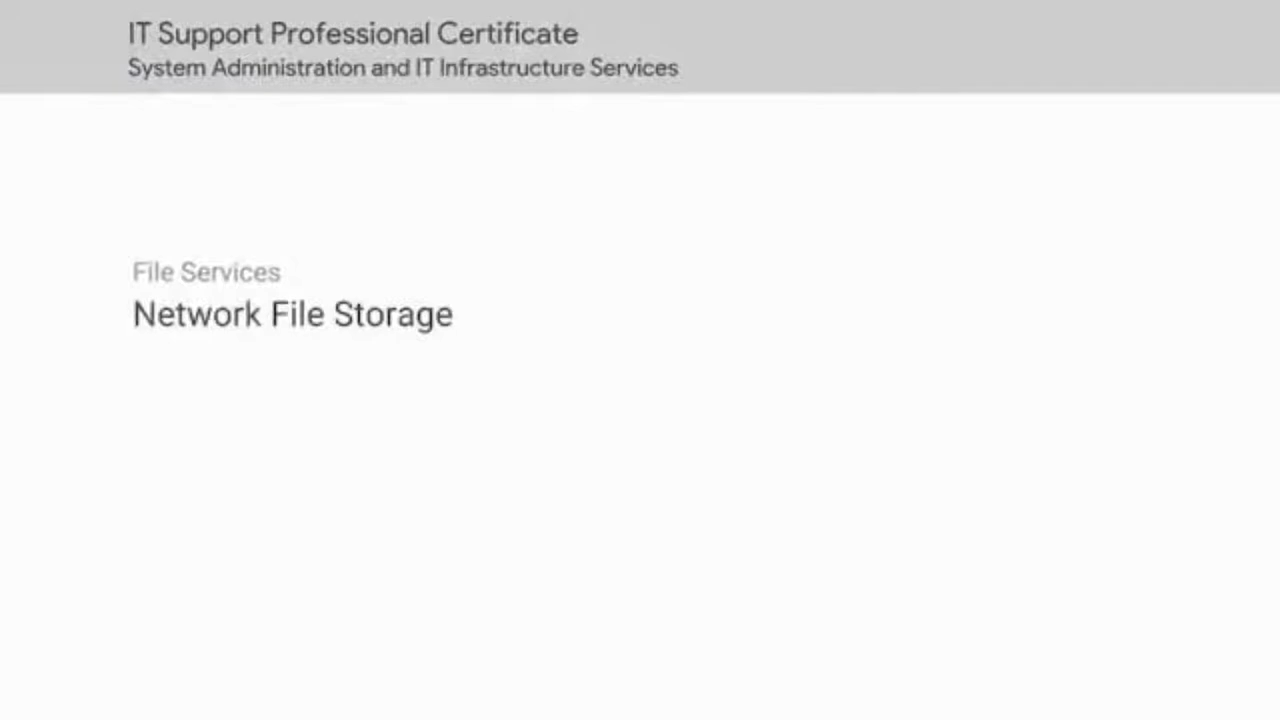 IT Support Professional Certificate
System Administration and IT Infrastructure Services
File Services
Network File Storage